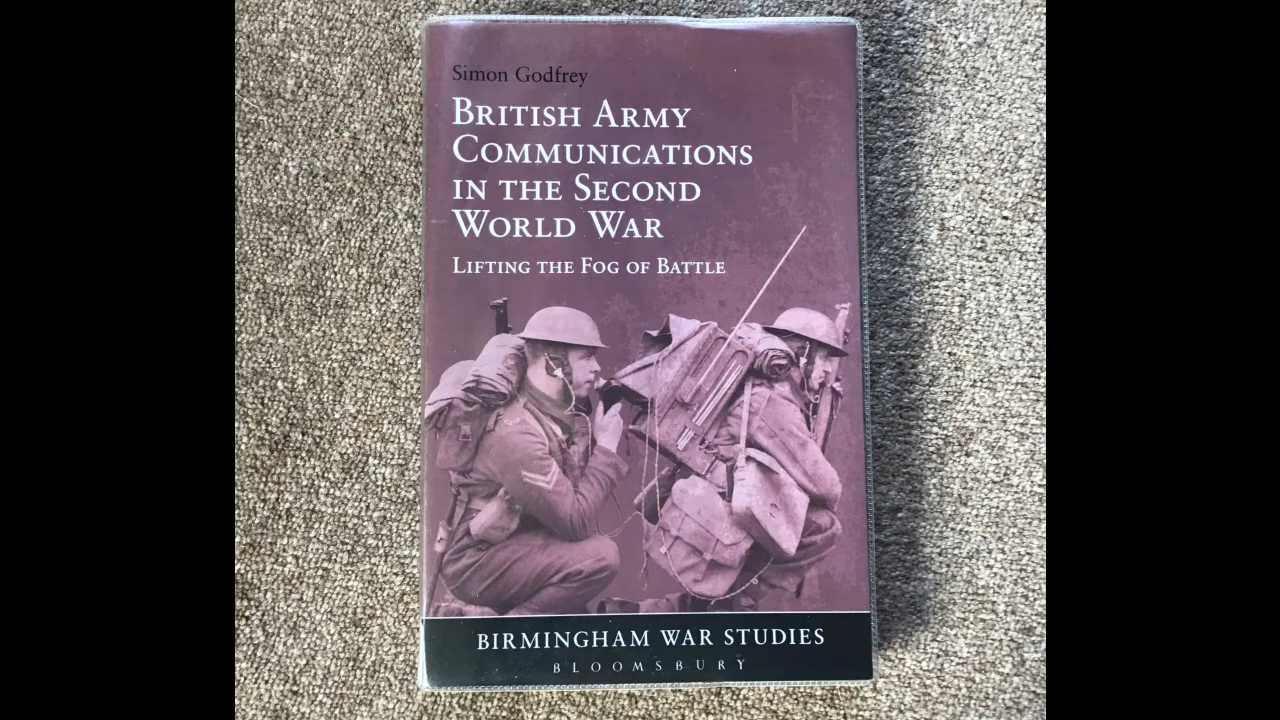 Simon Godfrey
British Army
Communications
in the Second
World War
Lifting the Fog of Battle
BIRMINGHAM WAR STUDIES
BLOOMSBURY